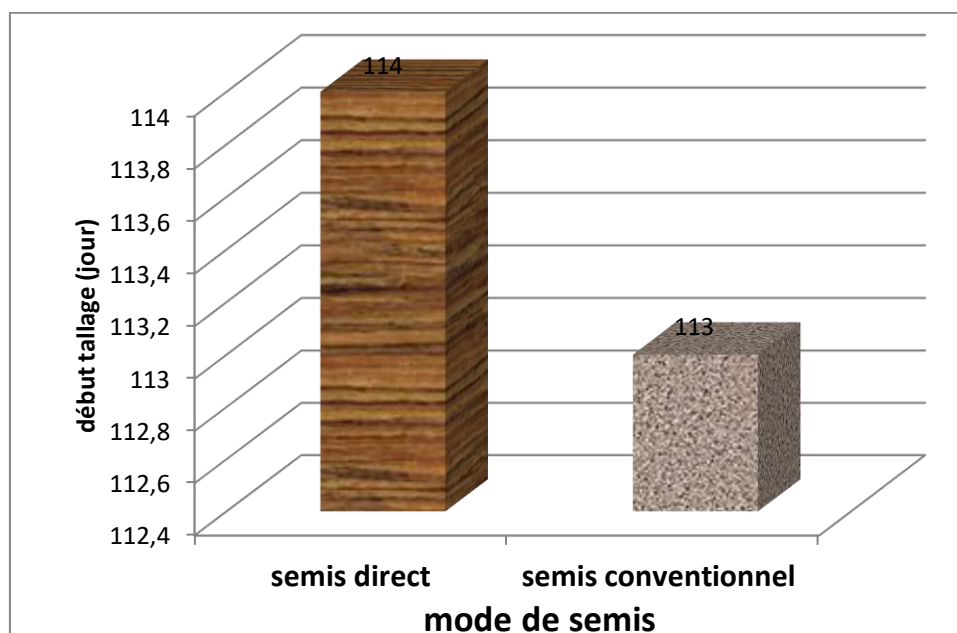 début tallage (jour)
114
113,8
113,6
113,4
113,2
113
112,8
112,6
112,4
114
113
semis direct
semis conventionnel
mode de semis